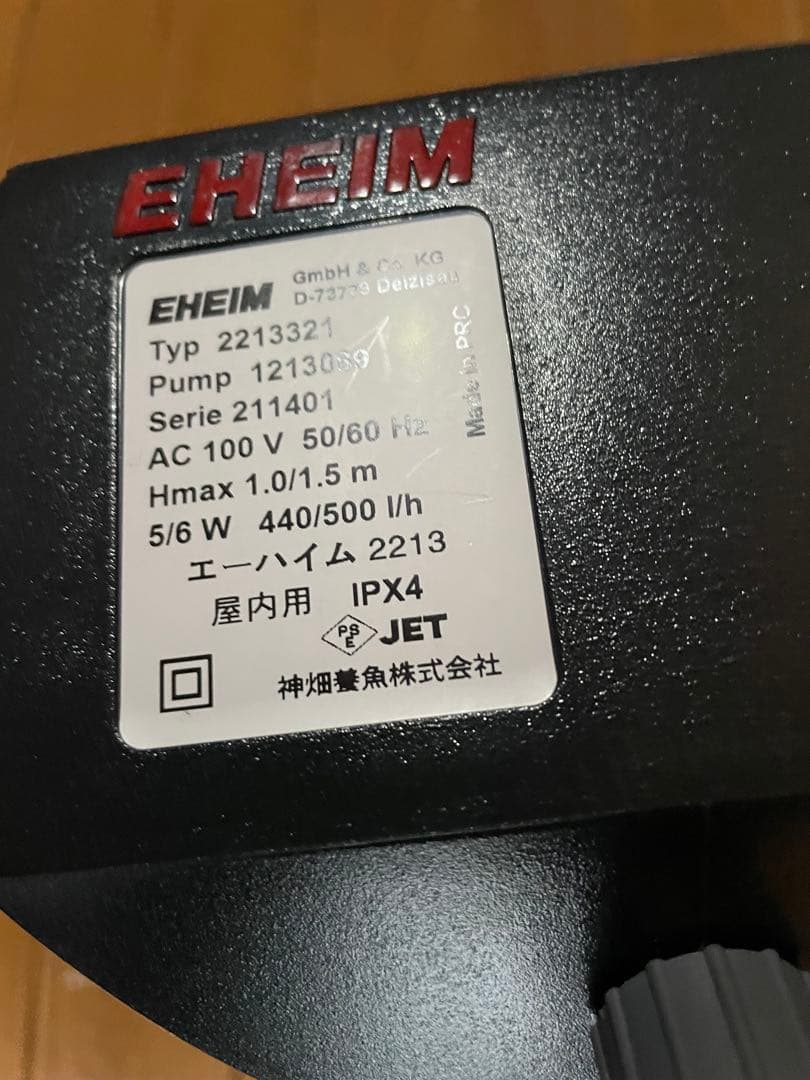 EHEIM
EHEIM GmbH & Co. KG
D-73779 Deizisau
Typ 2213321
Pump 1213069
Serie 211401
AC 100 V 50/60 Hz
Hmax 1.0/1.5 m
5/6 W 440/500 l/h
Made in PRC
エーハイム 2213
屋内用 IPX4
PSE JET
神畑養魚株式会社